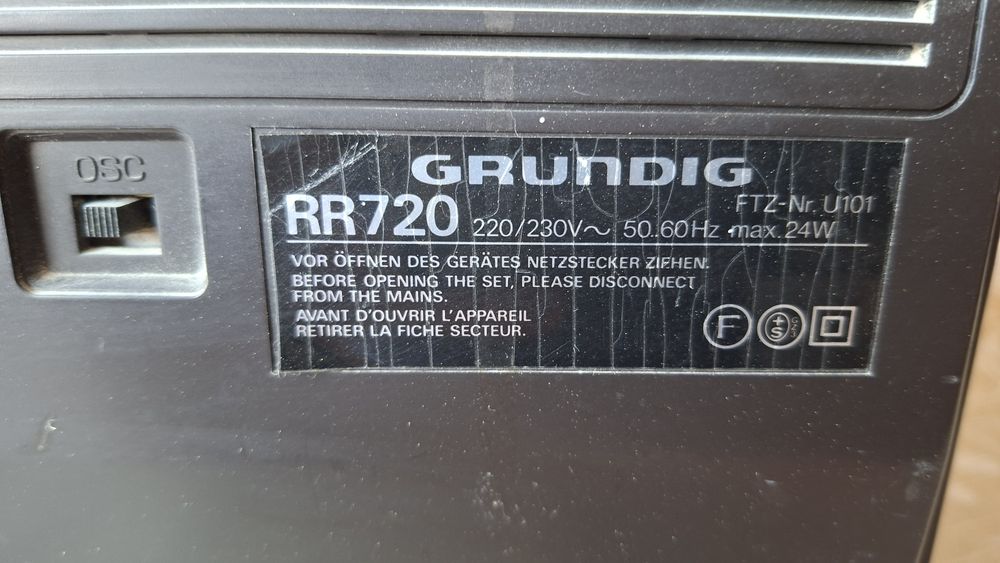 OSC
GRUNDIG
FTZ-Nr. U101
RR720 220/230V~ 50.60Hz max.24W
VOR ÖFFNEN DES GERÄTES NETZSTECKER ZIEHEN.
BEFORE OPENING THE SET, PLEASE DISCONNECT
FROM THE MAINS.
AVANT D'OUVRIR L'APPAREIL
RETIRER LA FICHE SECTEUR.
F +S